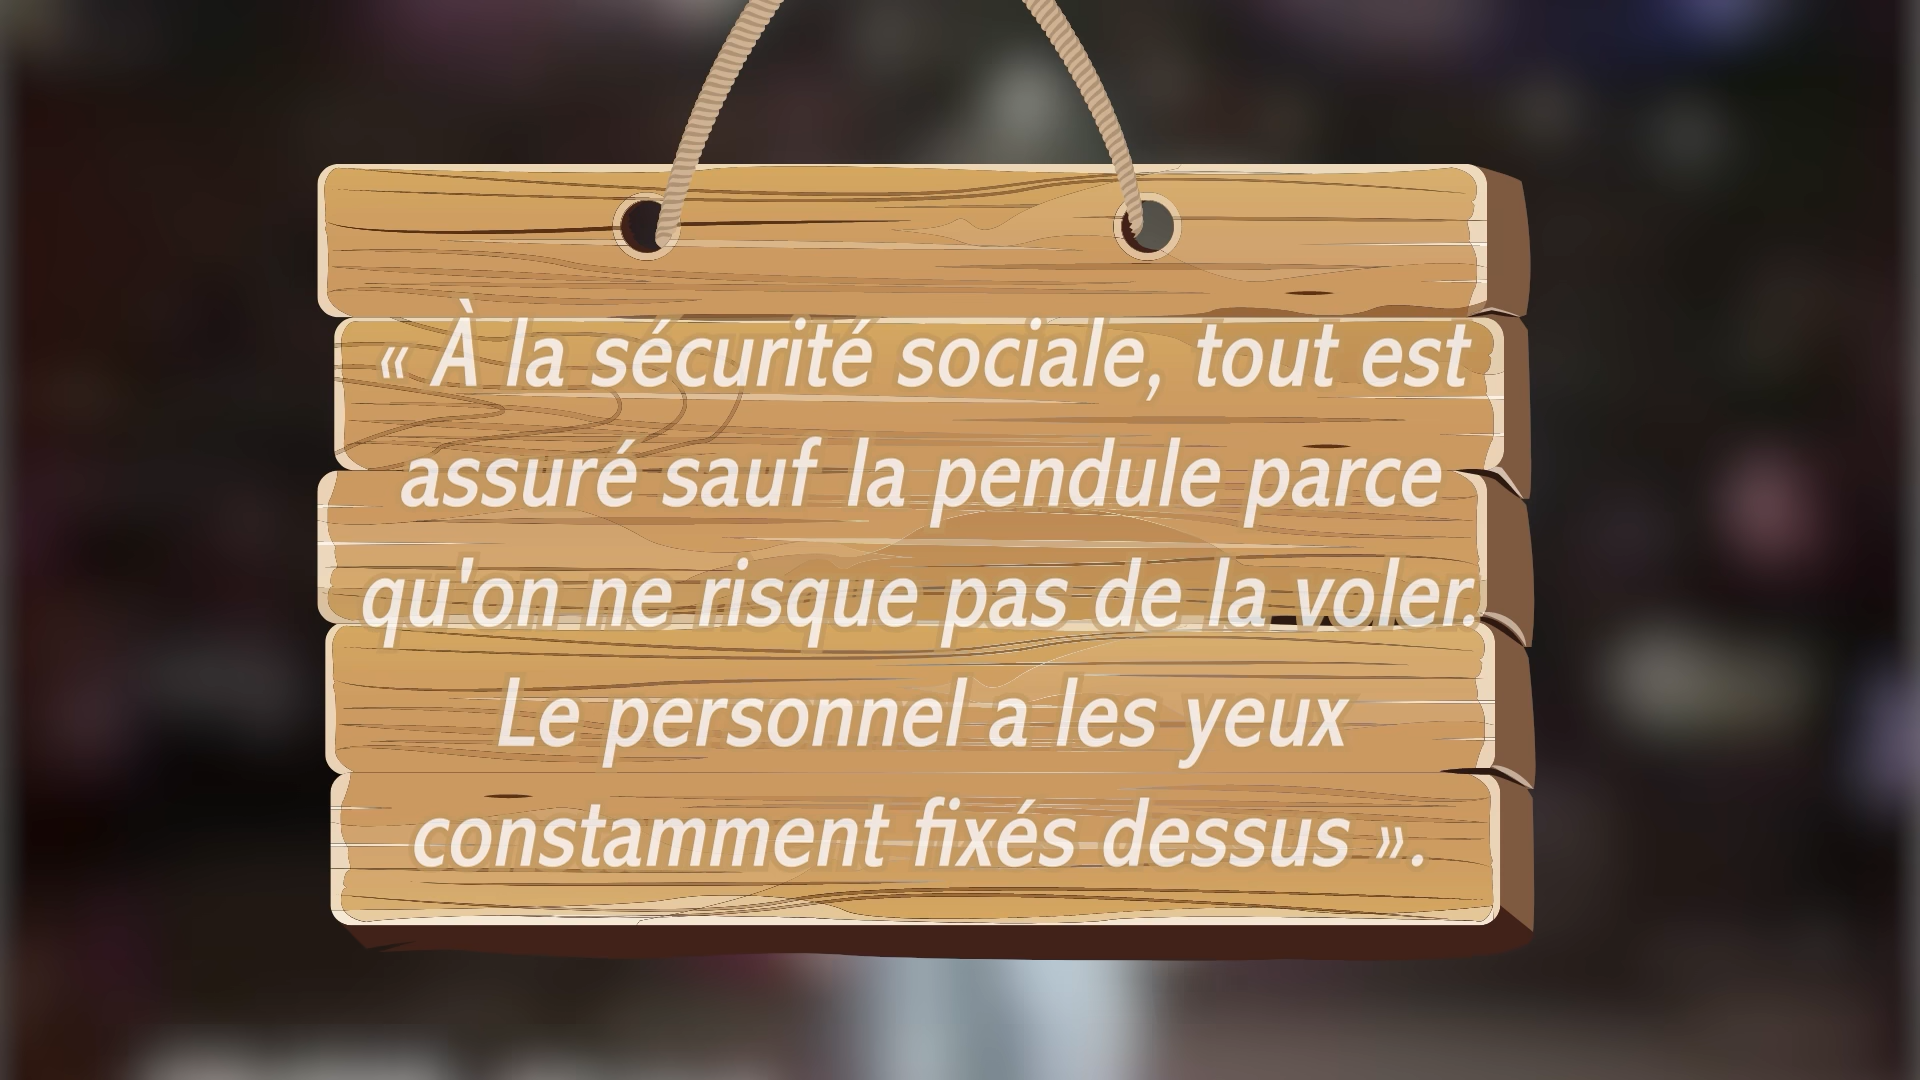 « À la sécurité sociale, tout est
assuré sauf la pendule parce
qu'on ne risque pas de la voler.
Le personnel a les yeux
constamment fixés dessus ».